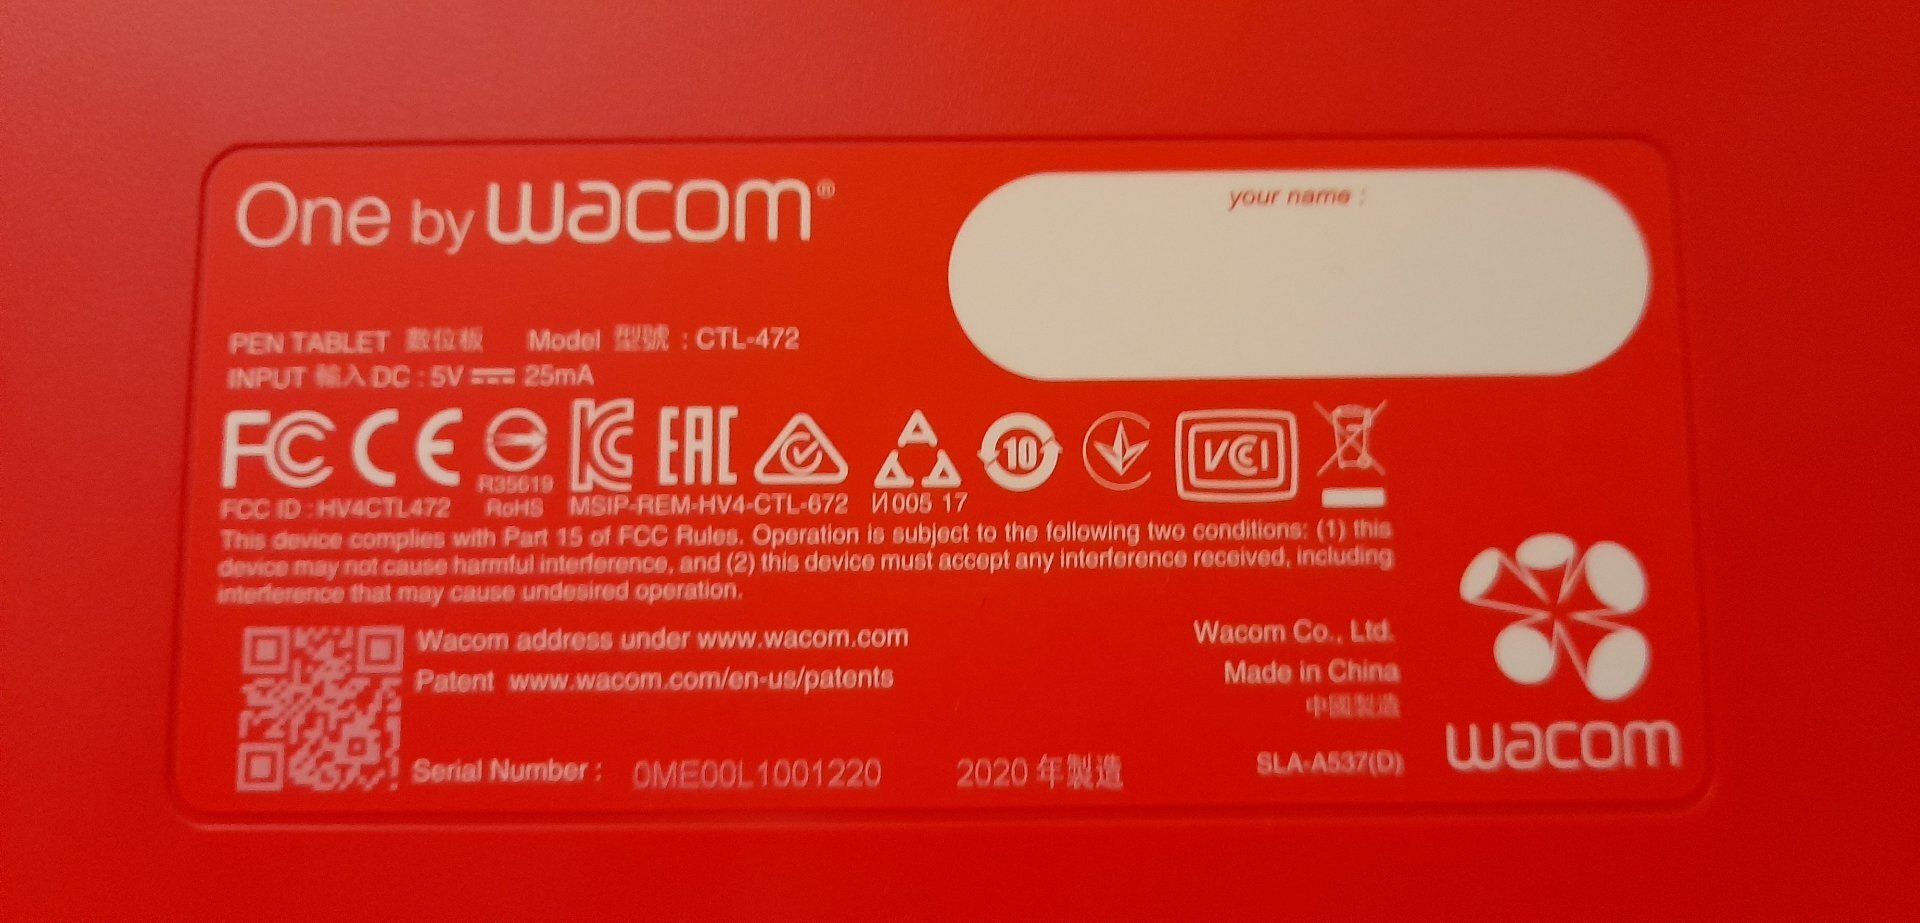 One by wacom®
your name :
PEN TABLET 數位板 Model 型號 : CTL-472
INPUT 輸入 DC : 5V 25mA
FC CE KC EAC 10 VCCI
R35619
FCC ID : HV4CTL472 RoHS MSIP-REM-HV4-CTL-672 И005 17
This device complies with Part 15 of FCC Rules. Operation is subject to the following two conditions: (1) this
device may not cause harmful interference, and (2) this device must accept any interference received, including
interference that may cause undesired operation.
Wacom address under www.wacom.com
Patent www.wacom.com/en-us/patents
Wacom Co., Ltd.
Made in China
中國製造
Serial Number : 0ME00L1001220 2020 年製造
SLA-A537(D)
wacom